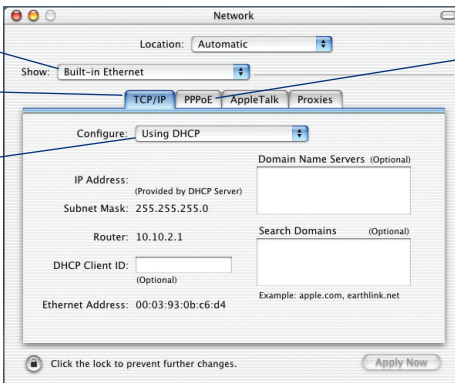 Network
Location: Automatic
Show: Built-in Ethernet
TCP/IP PPPoE AppleTalk Proxies
Configure: Using DHCP
Domain Name Servers (Optional)
IP Address:
(Provided by DHCP Server)
Subnet Mask: 255.255.255.0
Router: 10.10.2.1
Search Domains (Optional)
DHCP Client ID:
(Optional)
Example: apple.com, earthlink.net
Ethernet Address: 00:03:93:0b:c6:d4
Click the lock to prevent further changes.
Apply Now